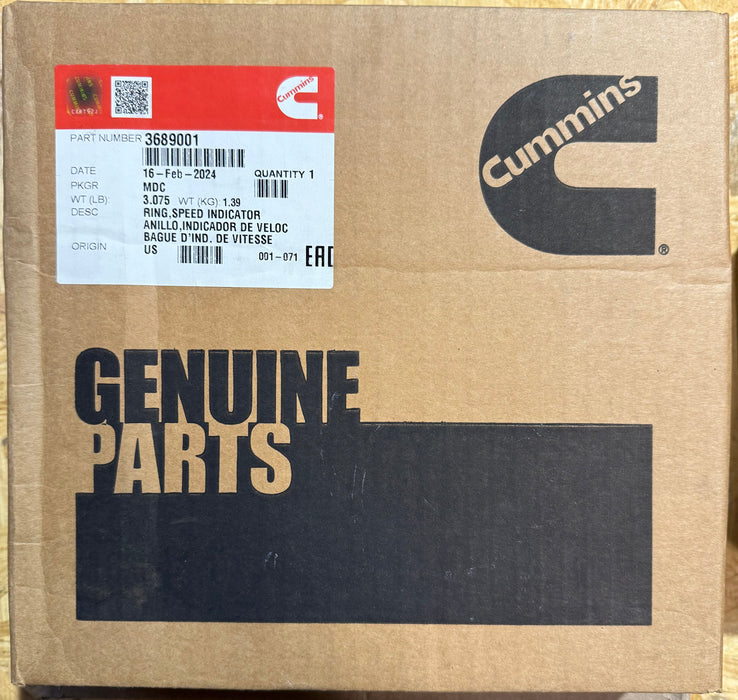 Cummins
PART NUMBER 3689001
DATE 16-Feb-2024 QUANTITY 1
PKGR MDC
WT (LB): 3.075 WT (KG): 1.39
DESC RING,SPEED INDICATOR
ANILLO,INDICADOR DE VELOC
BAGUE D'IND. DE VITESSE
ORIGIN US 001-071 EAC
Cummins
®
GENUINE
PARTS